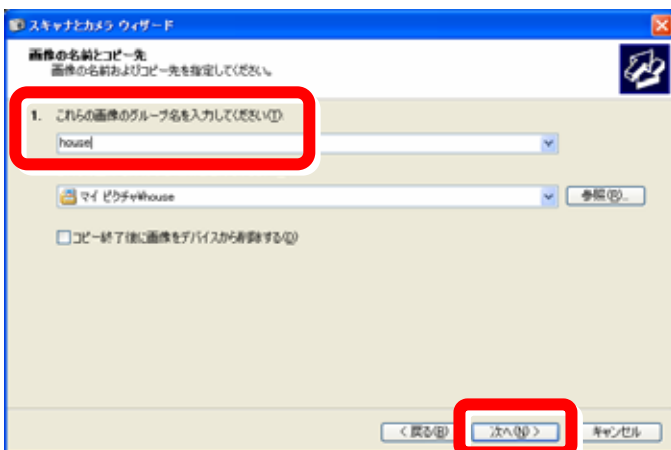 スキャナとカメラ ウィザード
画像の名前とコピー先
画像の名前およびコピー先を指定してください。
1. これらの画像のグループ名を入力してください(T):
house
マイ ピクチャ¥house
参照(R)...
コピー終了後に画像をデバイスから削除する(D)
< 戻る(B)
次へ(N) >
キャンセル